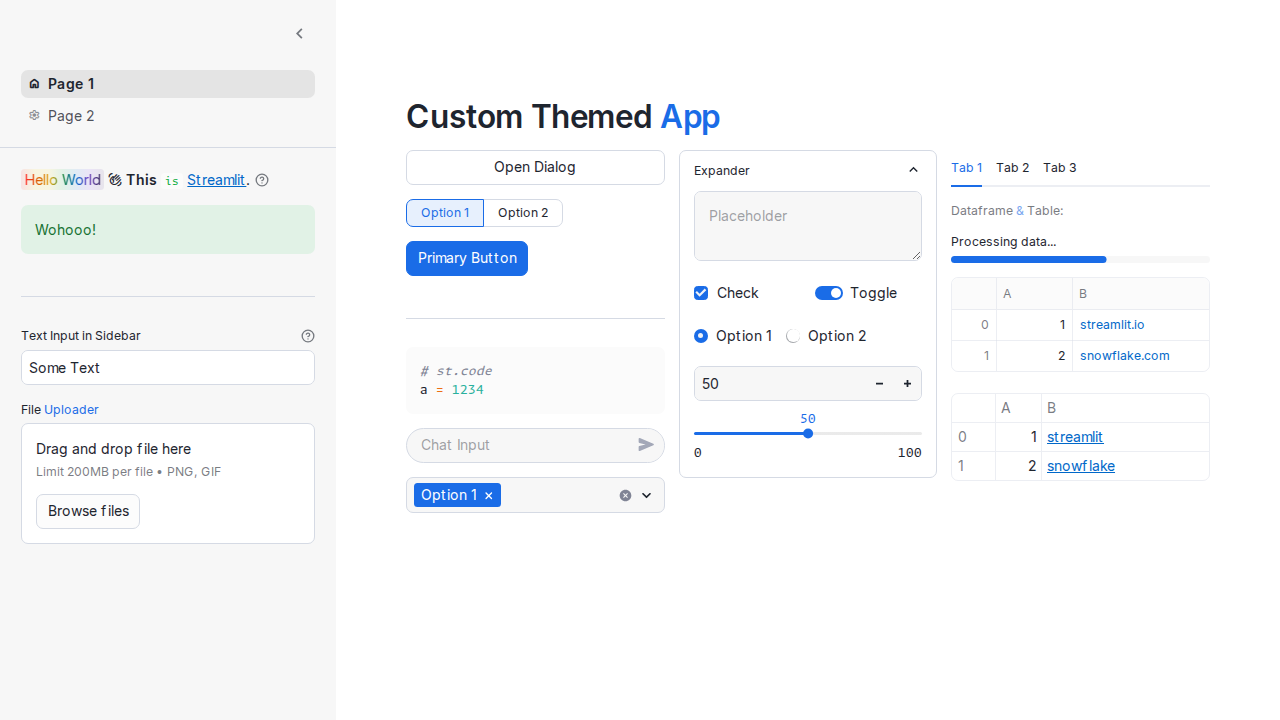 Page 1
Page 2
Hello World 👋 This is Streamlit.
Wohooo!
Text Input in Sidebar
Some Text
File Uploader
Drag and drop file here
Limit 200MB per file • PNG, GIF
Browse files
Custom Themed App
Open Dialog
Option 1 Option 2
Primary Button
# st.code
a = 1234
Chat Input
Option 1
Expander
Placeholder
Check Toggle
Option 1 Option 2
50
50
0 100
Tab 1 Tab 2 Tab 3
Dataframe & Table:
Processing data...
A B
0 1 streamlit.io
1 2 snowflake.com
A B
0 1 streamlit
1 2 snowflake